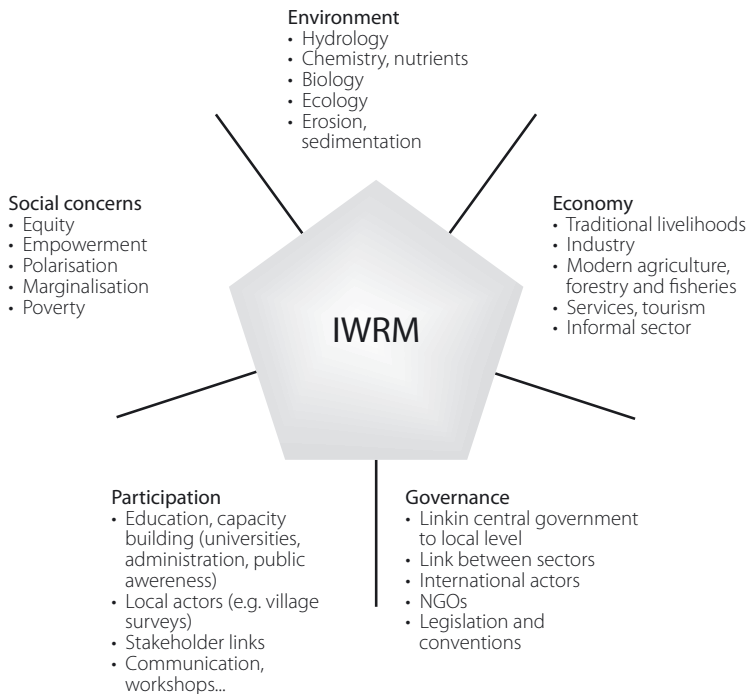 Environment
• Hydrology
• Chemistry, nutrients
• Biology
• Ecology
• Erosion,
sedimentation
Social concerns
• Equity
• Empowerment
• Polarisation
• Marginalisation
• Poverty
Economy
• Traditional livelihoods
• Industry
• Modern agriculture,
forestry and fisheries
• Services, tourism
• Informal sector
IWRM
Participation
• Education, capacity
building (universities,
administration, public
awereness)
• Local actors (e.g. village
surveys)
• Stakeholder links
• Communication,
workshops...
Governance
• Linkin central government
to local level
• Link between sectors
• International actors
• NGOs
• Legislation and
conventions